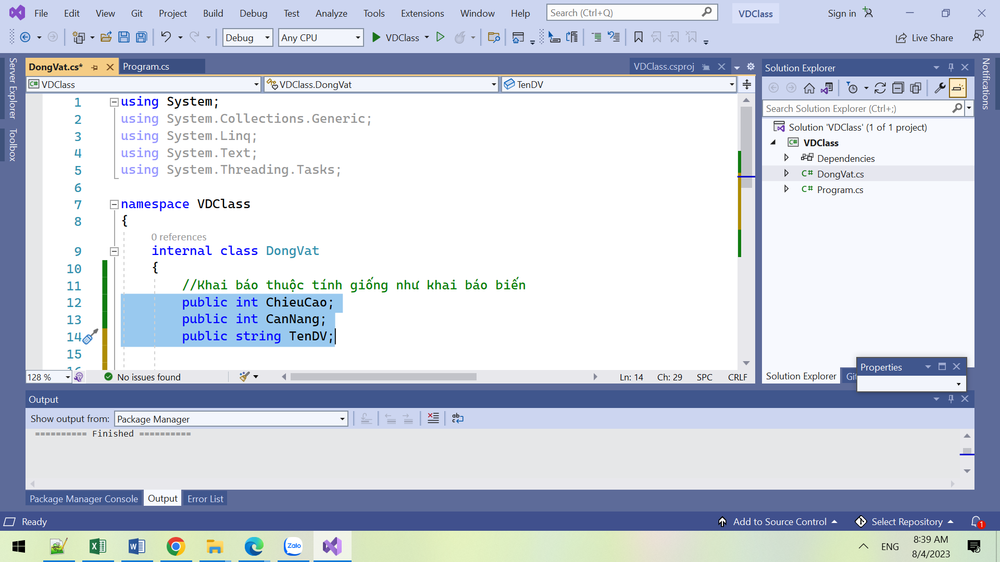 File Edit View Git Project Build Debug Test Analyze Tools Extensions Window Help Search (Ctrl+Q) VDClass Sign in
Debug Any CPU VDClass Live Share
Server Explorer
Toolbox
DongVat.cs* Program.cs VDClass.csproj
VDClass VDClass.DongVat TenDV
1 using System;
2 using System.Collections.Generic;
3 using System.Linq;
4 using System.Text;
5 using System.Threading.Tasks;
6
7 namespace VDClass
8 {
0 references
9 internal class DongVat
10 {
11 //Khai báo thuộc tính giống như khai báo biến
12 public int ChieuCao;
13 public int CanNang;
14 public string TenDV;
15
16
128 % No issues found Ln: 14 Ch: 29 SPC CRLF
Solution Explorer
Search Solution Explorer (Ctrl+;)
Solution 'VDClass' (1 of 1 project)
C# VDClass
Dependencies
C# DongVat.cs
C# Program.cs
Solution Explorer Git
Properties
Notifications
Output
Show output from: Package Manager
========== Finished ==========
Package Manager Console Output Error List
Ready Add to Source Control Select Repository 1
Zalo
ENG
8:39 AM
8/4/2023